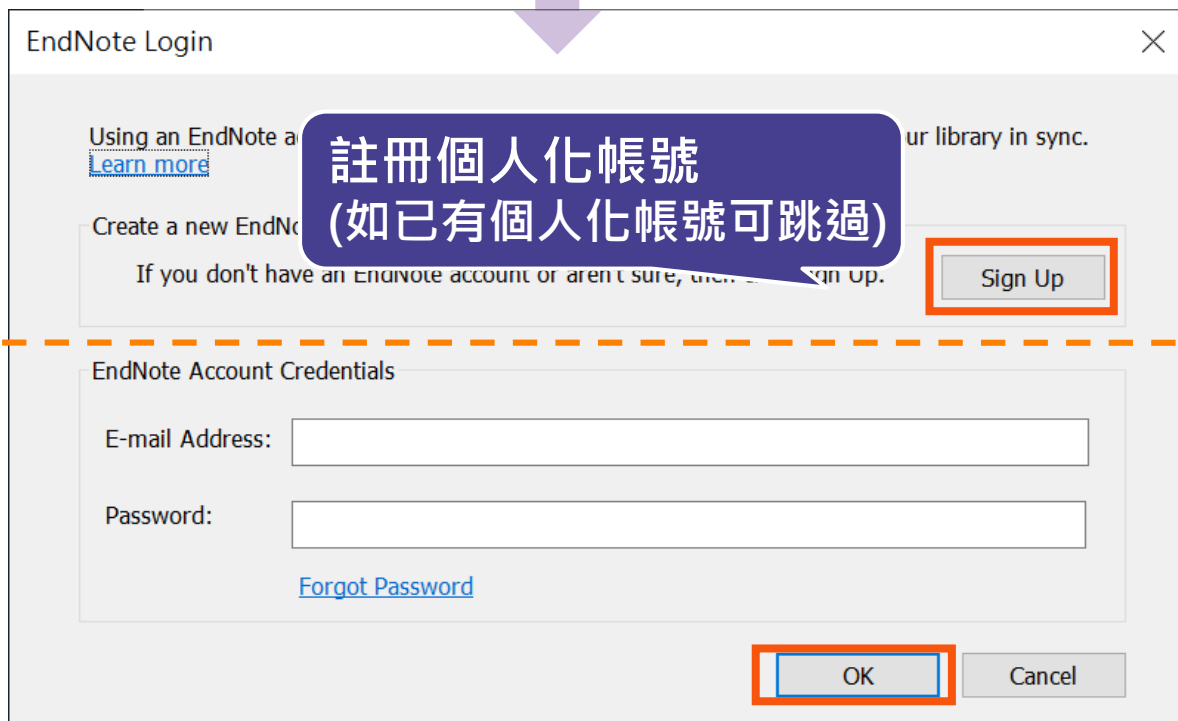 EndNote Login
Using an EndNote a
ur library in sync.
Learn more
註冊個人化帳號
(如已有個人化帳號可跳過)
Create a new EndNo
If you don't have an EndNote account or aren't sure, then gn Up.
Sign Up
EndNote Account Credentials
E-mail Address:
Password:
Forgot Password
OK
Cancel